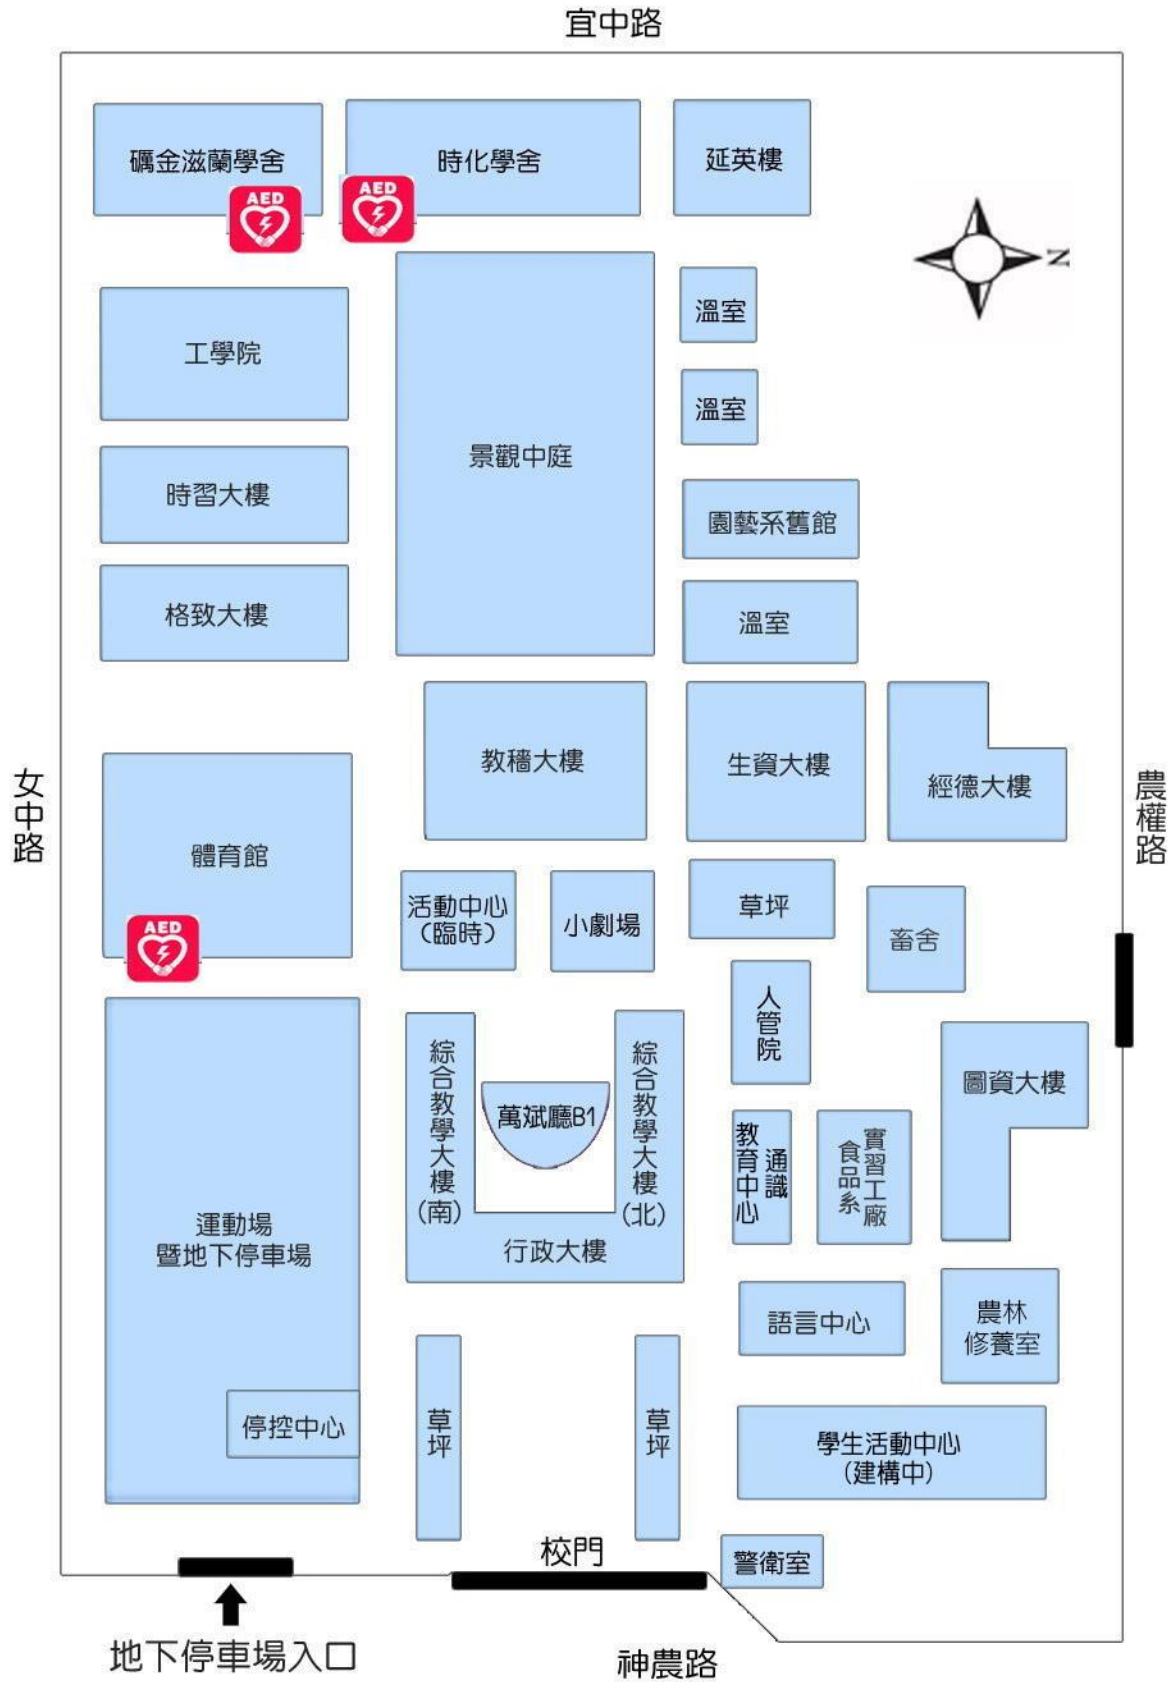 宜中路
礪金滋蘭學舍
時化學舍
延英樓
AED
AED
N
溫室
工學院
溫室
景觀中庭
時習大樓
園藝系舊館
格致大樓
溫室
教穡大樓
生資大樓
經德大樓
女中路
農權路
體育館
活動中心
(臨時)
小劇場
草坪
畜舍
AED
人管院
綜合教學大樓(南)
萬斌廳B1
綜合教學大樓(北)
圖資大樓
通識
教育中心
食品系
實習工廠
運動場
暨地下停車場
行政大樓
語言中心
農林
修養室
停控中心
草坪
草坪
學生活動中心
(建構中)
校門
警衛室
地下停車場入口
神農路